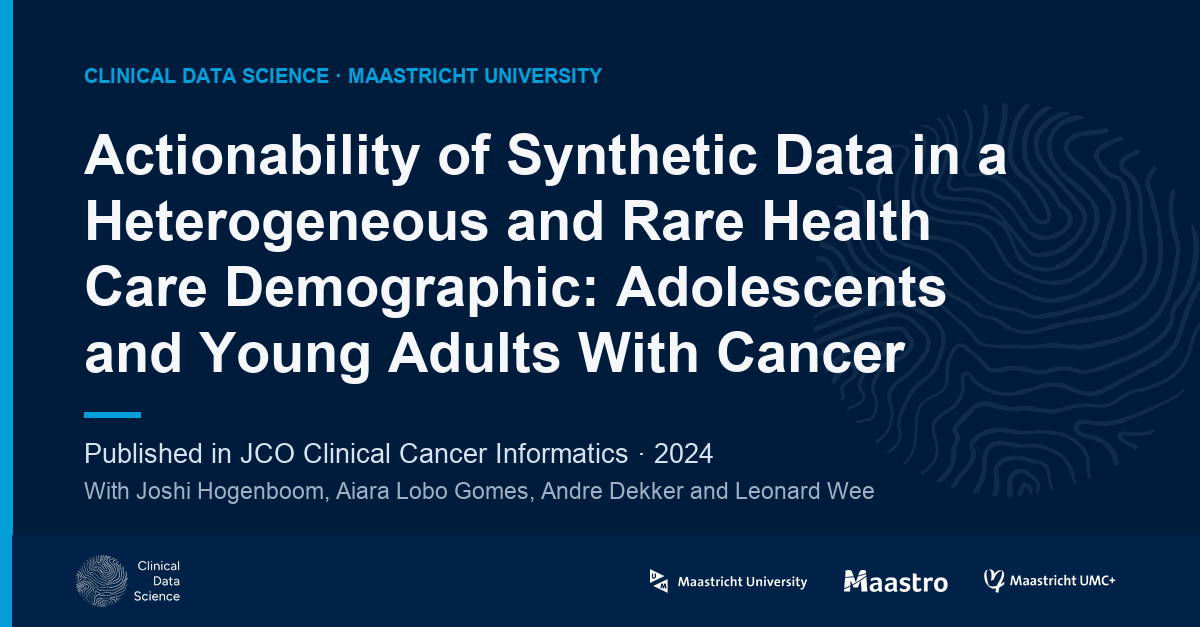 CLINICAL DATA SCIENCE · MAASTRICHT UNIVERSITY
Actionability of Synthetic Data in a
Heterogeneous and Rare Health
Care Demographic: Adolescents
and Young Adults With Cancer
Published in JCO Clinical Cancer Informatics · 2024
With Joshi Hogenboom, Aiara Lobo Gomes, Andre Dekker and Leonard Wee
Clinical
Data
Science
UM Maastricht University
Maastro
Maastricht UMC+